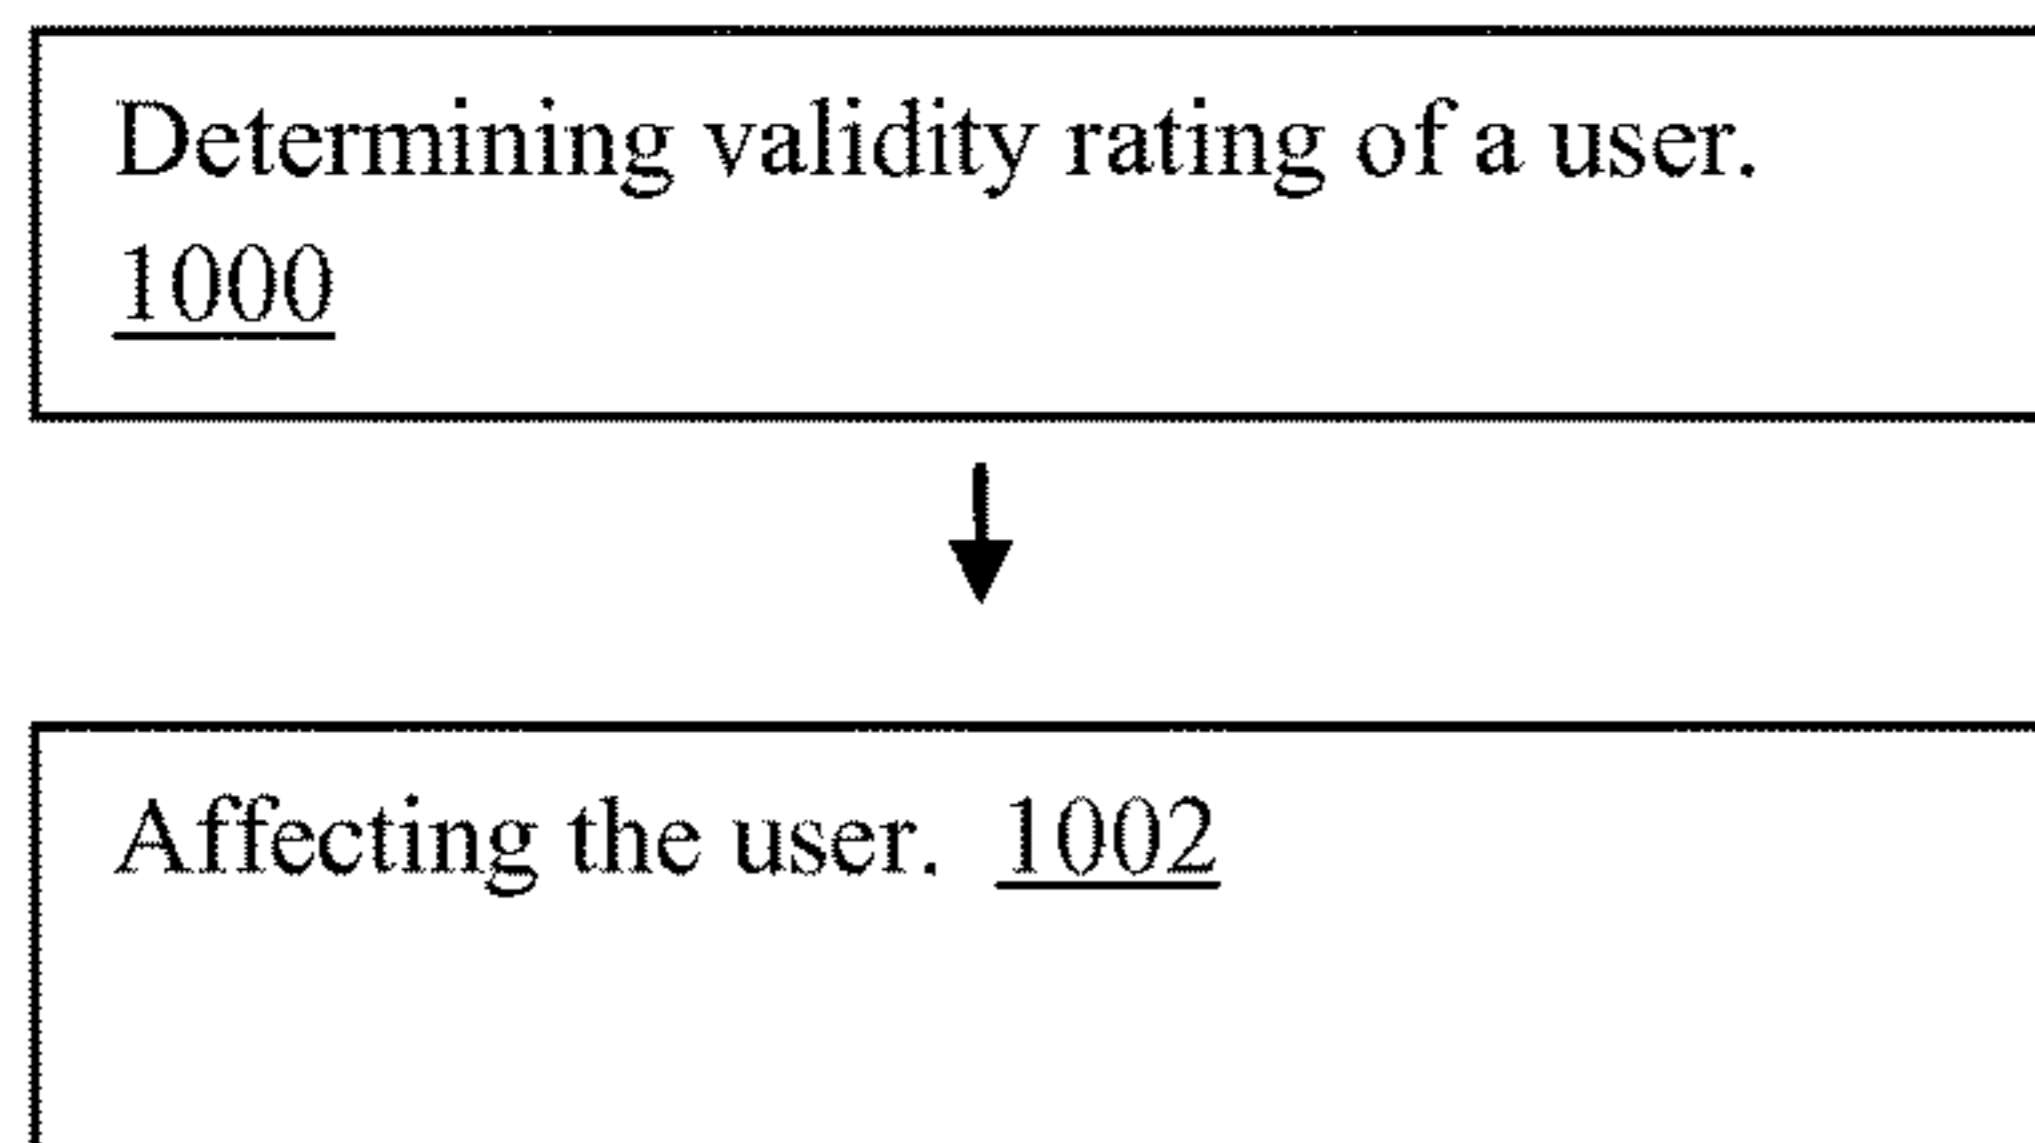 Determining validity rating of a user.
1000
Affecting the user. 1002